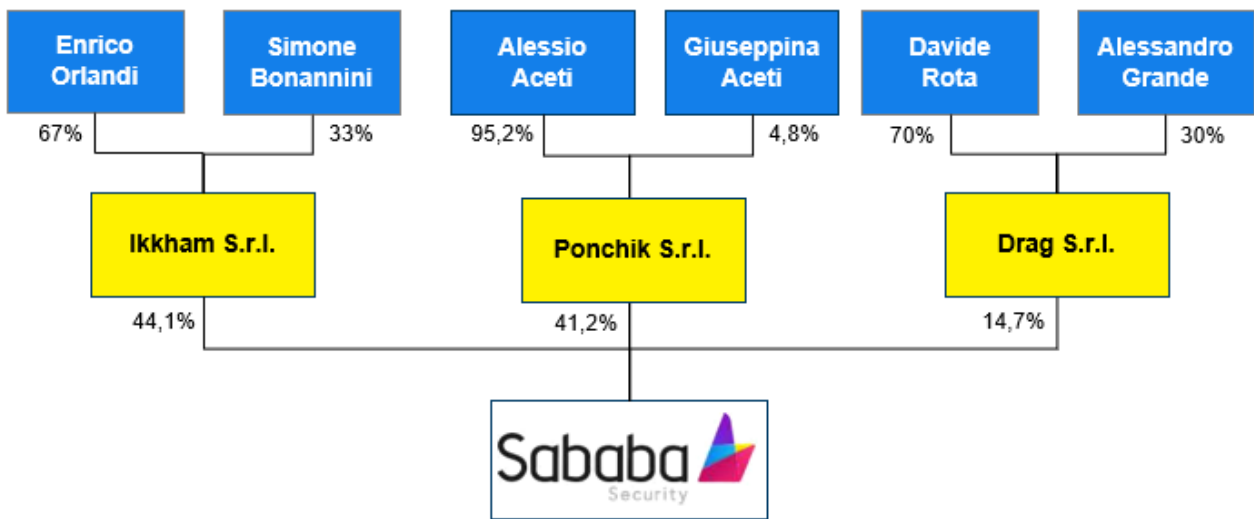 Enrico
Orlandi
Simone
Bonannini
Alessio
Aceti
Giuseppina
Aceti
Davide
Rota
Alessandro
Grande
67%
33%
95,2%
4,8%
70%
30%
Ikkham S.r.l.
Ponchik S.r.l.
Drag S.r.l.
44,1%
41,2%
14,7%
Sababa
Security